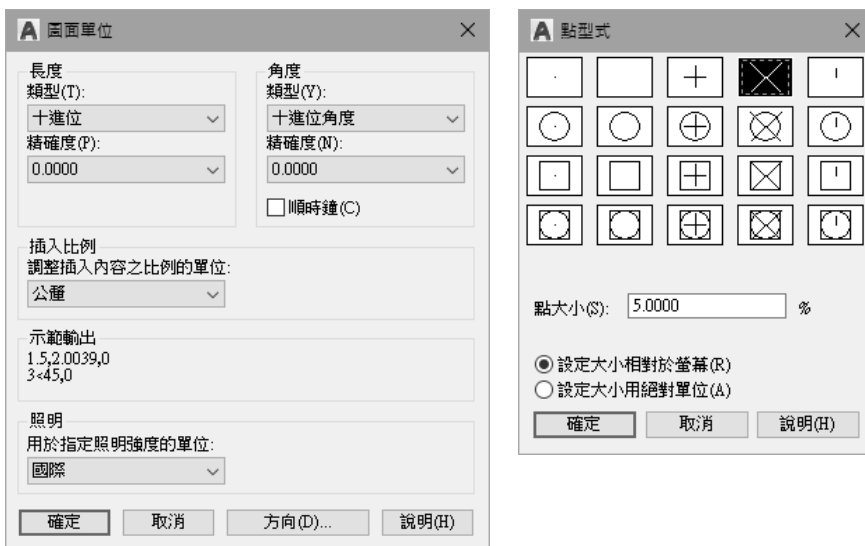 圖面單位
長度
類型(T):
十進位
精確度(P):
0.0000
角度
類型(Y):
十進位角度
精確度(N):
0.0000
順時鐘(C)
插入比例
調整插入內容之比例的單位:
公釐
示範輸出
1.5,2.0039,0
3<45,0
照明
用於指定照明強度的單位:
國際
確定 取消 方向(D)... 說明(H)
點型式
點大小(S): 5.0000 %
設定大小相對於螢幕(R)
設定大小用絕對單位(A)
確定 取消 說明(H)